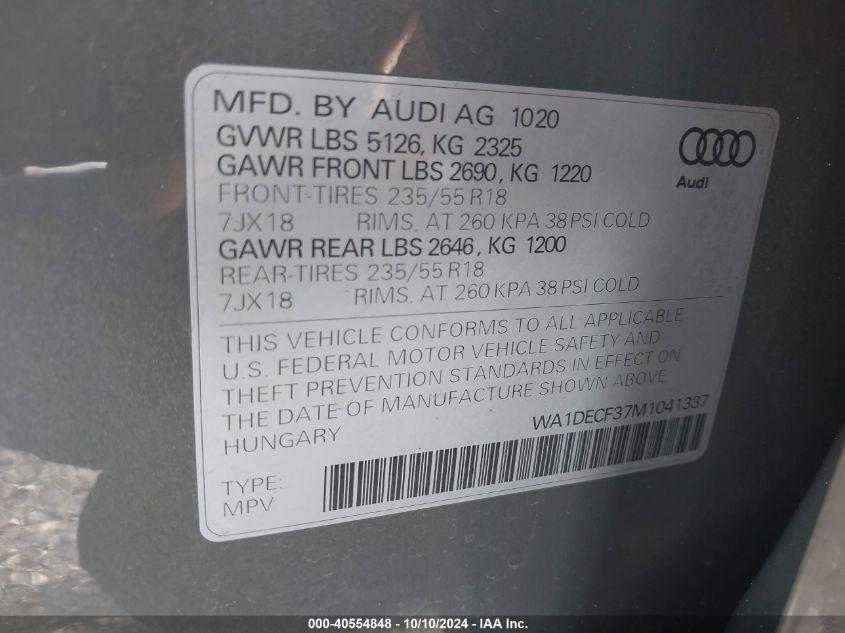 MFD. BY AUDI AG 1020
GVWR LBS 5126, KG 2325
GAWR FRONT LBS 2690, KG 1220
FRONT-TIRES 235/55 R18
7JX18 RIMS, AT 260 KPA 38 PSI COLD
GAWR REAR LBS 2646, KG 1200
REAR-TIRES 235/55 R18
7JX18 RIMS, AT 260 KPA 38 PSI COLD
Audi
THIS VEHICLE CONFORMS TO ALL APPLICABLE
U.S. FEDERAL MOTOR VEHICLE SAFETY AND
THEFT PREVENTION STANDARDS IN EFFECT ON
THE DATE OF MANUFACTURE SHOWN ABOVE
HUNGARY
WA1DECF37M1041337
TYPE:
MPV
000-40554848 - 10/10/2024 - IAA Inc.